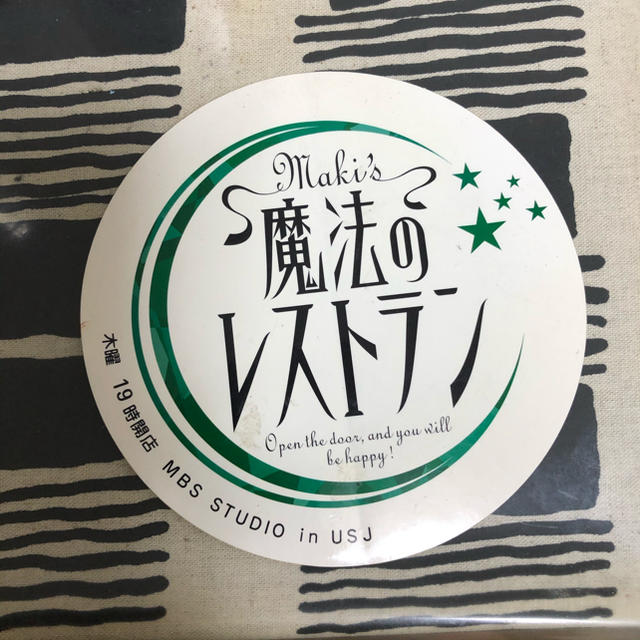 Maki's
魔法の
レストラン
Open the door, and you will
be happy!
木曜 19時開店 MBS STUDIO in USJ